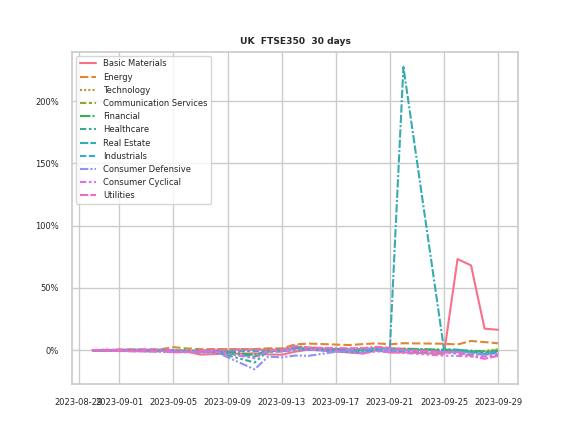 UK FTSE350 30 days
Basic Materials
Energy
Technology
Communication Services
Financial
Healthcare
Real Estate
Industrials
Consumer Defensive
Consumer Cyclical
Utilities
200%
150%
100%
50%
0%
2023-09-01 2023-09-05 2023-09-09 2023-09-13 2023-09-17 2023-09-21 2023-09-25 2023-09-29